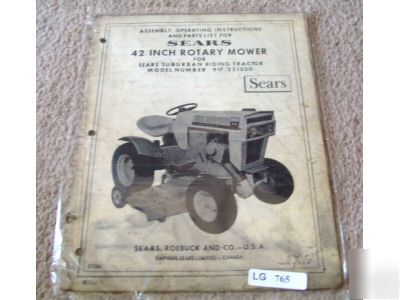 ASSEMBLY, OPERATING INSTRUCTIONS
AND PARTS LIST FOR
SEARS
42 INCH ROTARY MOWER
FOR
SEARS SUBURBAN RIDING TRACTOR
MODEL NUMBER 917.251050
Sears
SEARS, ROEBUCK AND CO.—U.S.A.
SIMPSONS-SEARS LIMITED — CANADA
LG 765